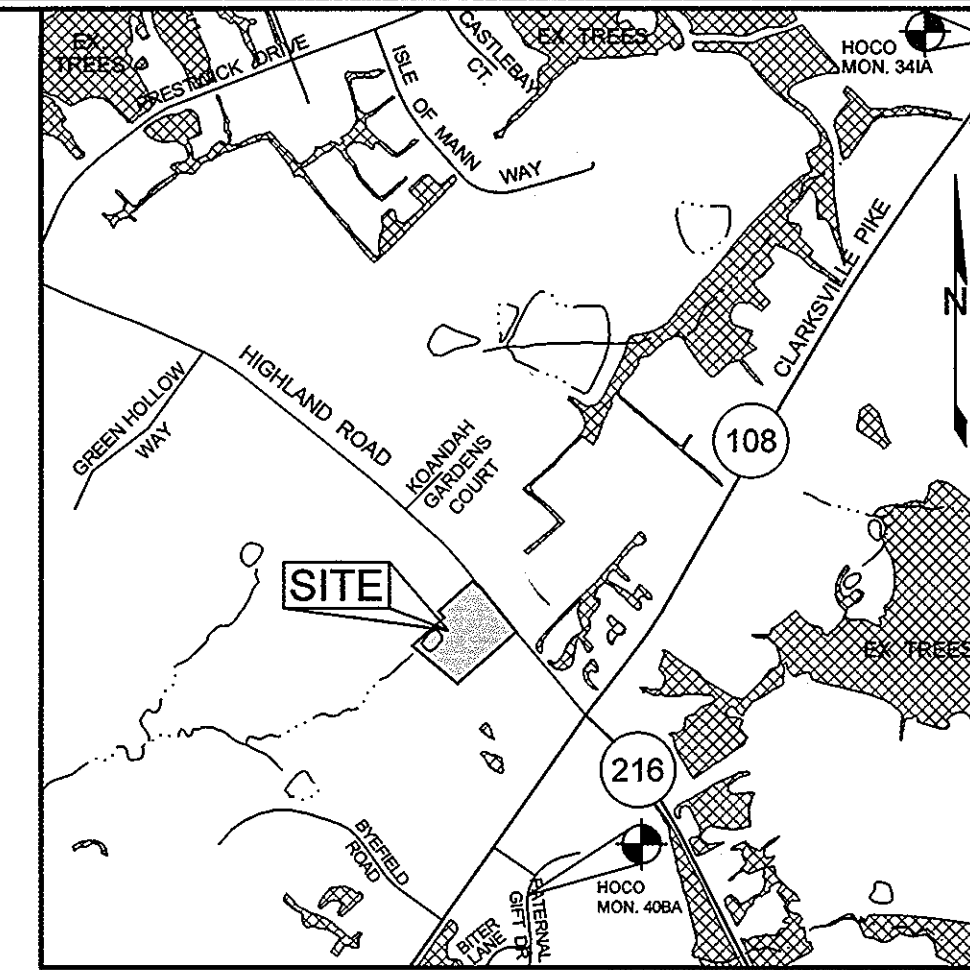 EX.
TREES
PRESTWICK DRIVE
ISLE OF MANN WAY
CASTLEBAY
CT.
EX. TREES
HOCO
MON. 34IA
CLARKSVILLE PIKE
N
GREEN HOLLOW
WAY
HIGHLAND ROAD
KOANDAH
GARDENS
COURT
108
SITE
EX. TREES
216
BYEFIELD
ROAD
HOCO
MON. 40BA
PATERNAL
GIFT DR
BITER
LANE